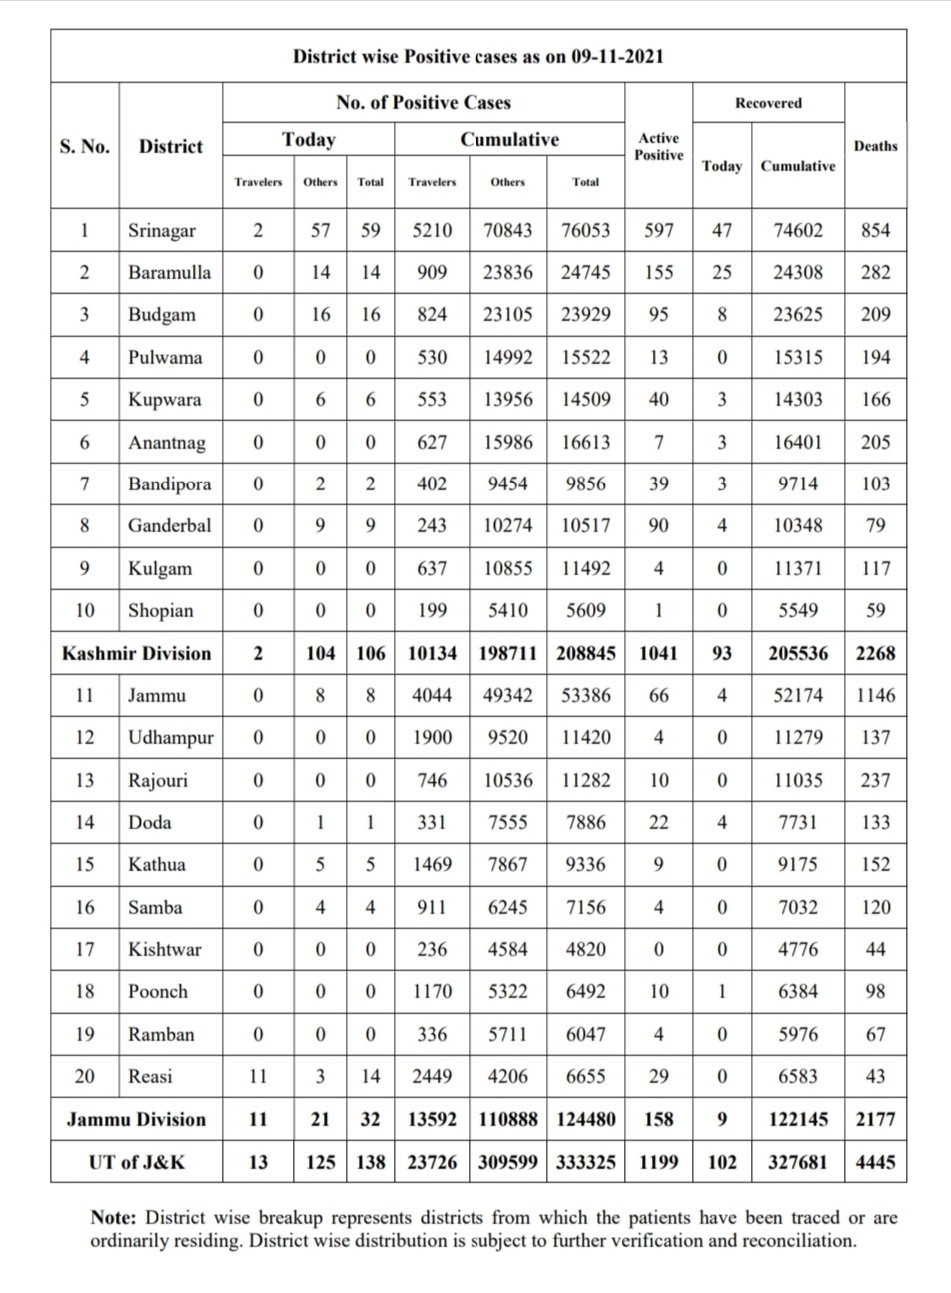 District wise Positive cases as on 09-11-2021
S. No. District No. of Positive Cases Active Positive Recovered Deaths
Today Cumulative Today Cumulative
Travelers Others Total Travelers Others Total
1 Srinagar 2 57 59 5210 70843 76053 597 47 74602 854
2 Baramulla 0 14 14 909 23836 24745 155 25 24308 282
3 Budgam 0 16 16 824 23105 23929 95 8 23625 209
4 Pulwama 0 0 0 530 14992 15522 13 0 15315 194
5 Kupwara 0 6 6 553 13956 14509 40 3 14303 166
6 Anantnag 0 0 0 627 15986 16613 7 3 16401 205
7 Bandipora 0 2 2 402 9454 9856 39 3 9714 103
8 Ganderbal 0 9 9 243 10274 10517 90 4 10348 79
9 Kulgam 0 0 0 637 10855 11492 4 0 11371 117
10 Shopian 0 0 0 199 5410 5609 1 0 5549 59
Kashmir Division 2 104 106 10134 198711 208845 1041 93 205536 2268
11 Jammu 0 8 8 4044 49342 53386 66 4 52174 1146
12 Udhampur 0 0 0 1900 9520 11420 4 0 11279 137
13 Rajouri 0 0 0 746 10536 11282 10 0 11035 237
14 Doda 0 1 1 331 7555 7886 22 4 7731 133
15 Kathua 0 5 5 1469 7867 9336 9 0 9175 152
16 Samba 0 4 4 911 6245 7156 4 0 7032 120
17 Kishtwar 0 0 0 236 4584 4820 0 0 4776 44
18 Poonch 0 0 0 1170 5322 6492 10 1 6384 98
19 Ramban 0 0 0 336 5711 6047 4 0 5976 67
20 Reasi 11 3 14 2449 4206 6655 29 0 6583 43
Jammu Division 11 21 32 13592 110888 124480 158 9 122145 2177
UT of J&K 13 125 138 23726 309599 333325 1199 102 327681 4445
Note: District wise breakup represents districts from which the patients have been traced or are
ordinarily residing. District wise distribution is subject to further verification and reconciliation.